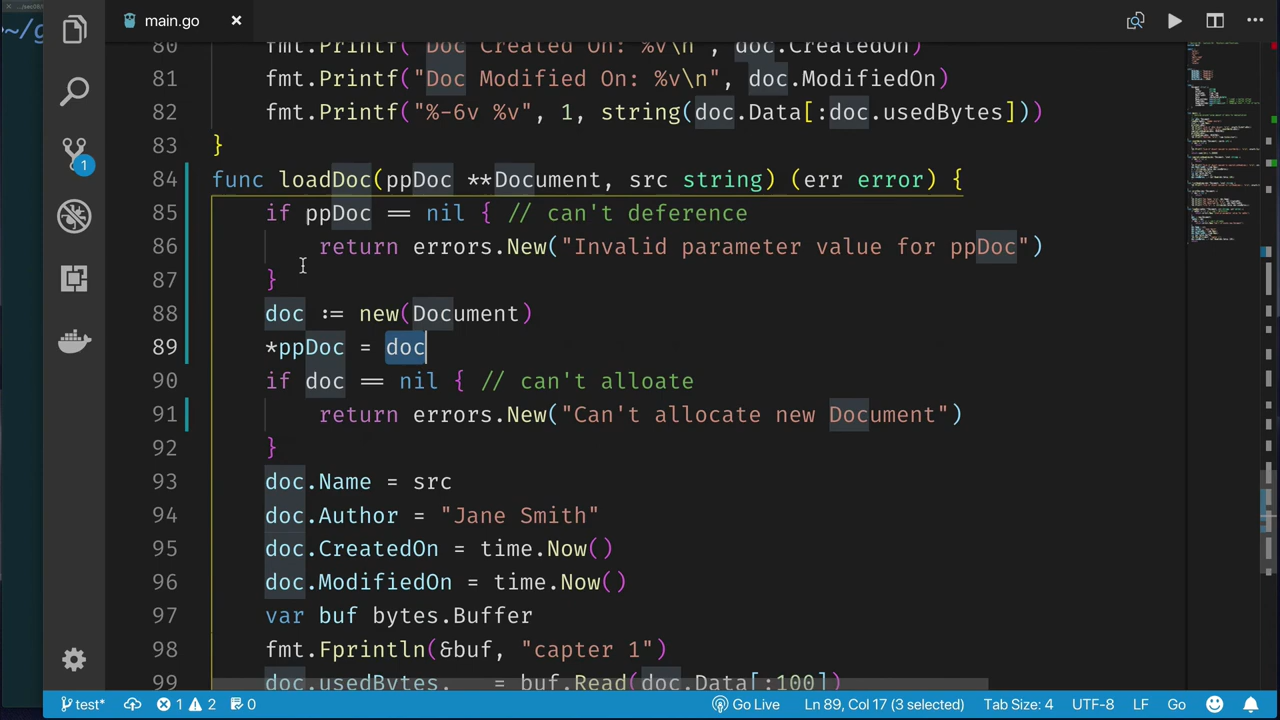 ~/g
main.go
80 fmt.Printf("Doc Created On: %v\n", doc.CreatedOn)
81 fmt.Printf("Doc Modified On: %v\n", doc.ModifiedOn)
82 fmt.Printf("%-6v %v", 1, string(doc.Data[:doc.usedBytes]))
83 }
84 func loadDoc(ppDoc **Document, src string) (err error) {
85 if ppDoc == nil { // can't deference
86 return errors.New("Invalid parameter value for ppDoc")
87 }
88 doc := new(Document)
89 *ppDoc = doc
90 if doc == nil { // can't alloate
91 return errors.New("Can't allocate new Document")
92 }
93 doc.Name = src
94 doc.Author = "Jane Smith"
95 doc.CreatedOn = time.Now()
96 doc.ModifiedOn = time.Now()
97 var buf bytes.Buffer
98 fmt.Fprintln(&buf, "capter 1")
99 doc.usedBytes, _ = buf.Read(doc.Data[:100])
1
test* 1 2 0 Go Live Ln 89, Col 17 (3 selected) Tab Size: 4 UTF-8 LF Go